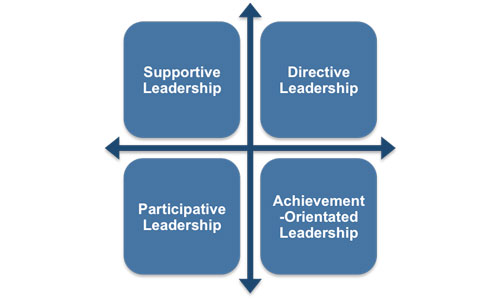 Supportive
Leadership
Directive
Leadership
Participative
Leadership
Achievement
-Orientated
Leadership